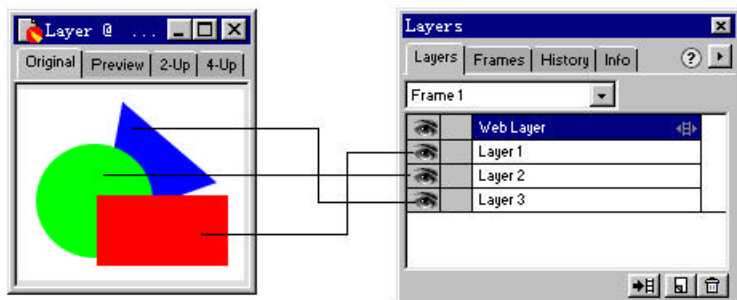 Layer @ ...
Original Preview 2-Up 4-Up
Layers
Layers Frames History Info ?
Frame 1
Web Layer
Layer 1
Layer 2
Layer 3